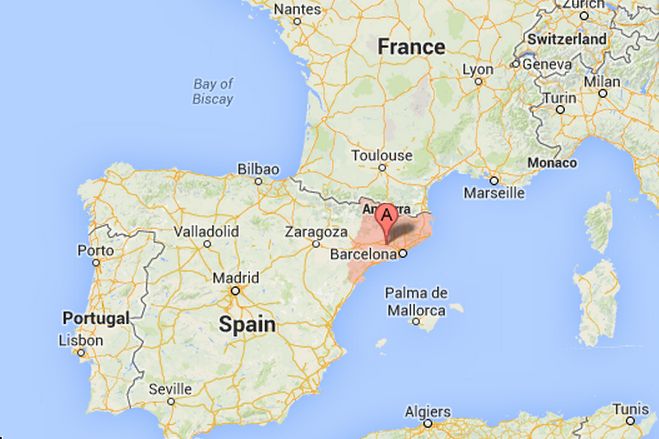 Zürich
Nantes
France
Switzerland
Geneva
Lyon
Milan
Turin
Bay of
Biscay
Toulouse
Monaco
Bilbao
Marseille
Andorra
A
Valladolid
Zaragoza
Porto
Barcelona
Madrid
Palma de
Mallorca
Portugal
Spain
Lisbon
Seville
Algiers
Tunis